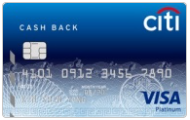 citi
CASH BACK
4101 0912 3456 7890
VISA
Platinum